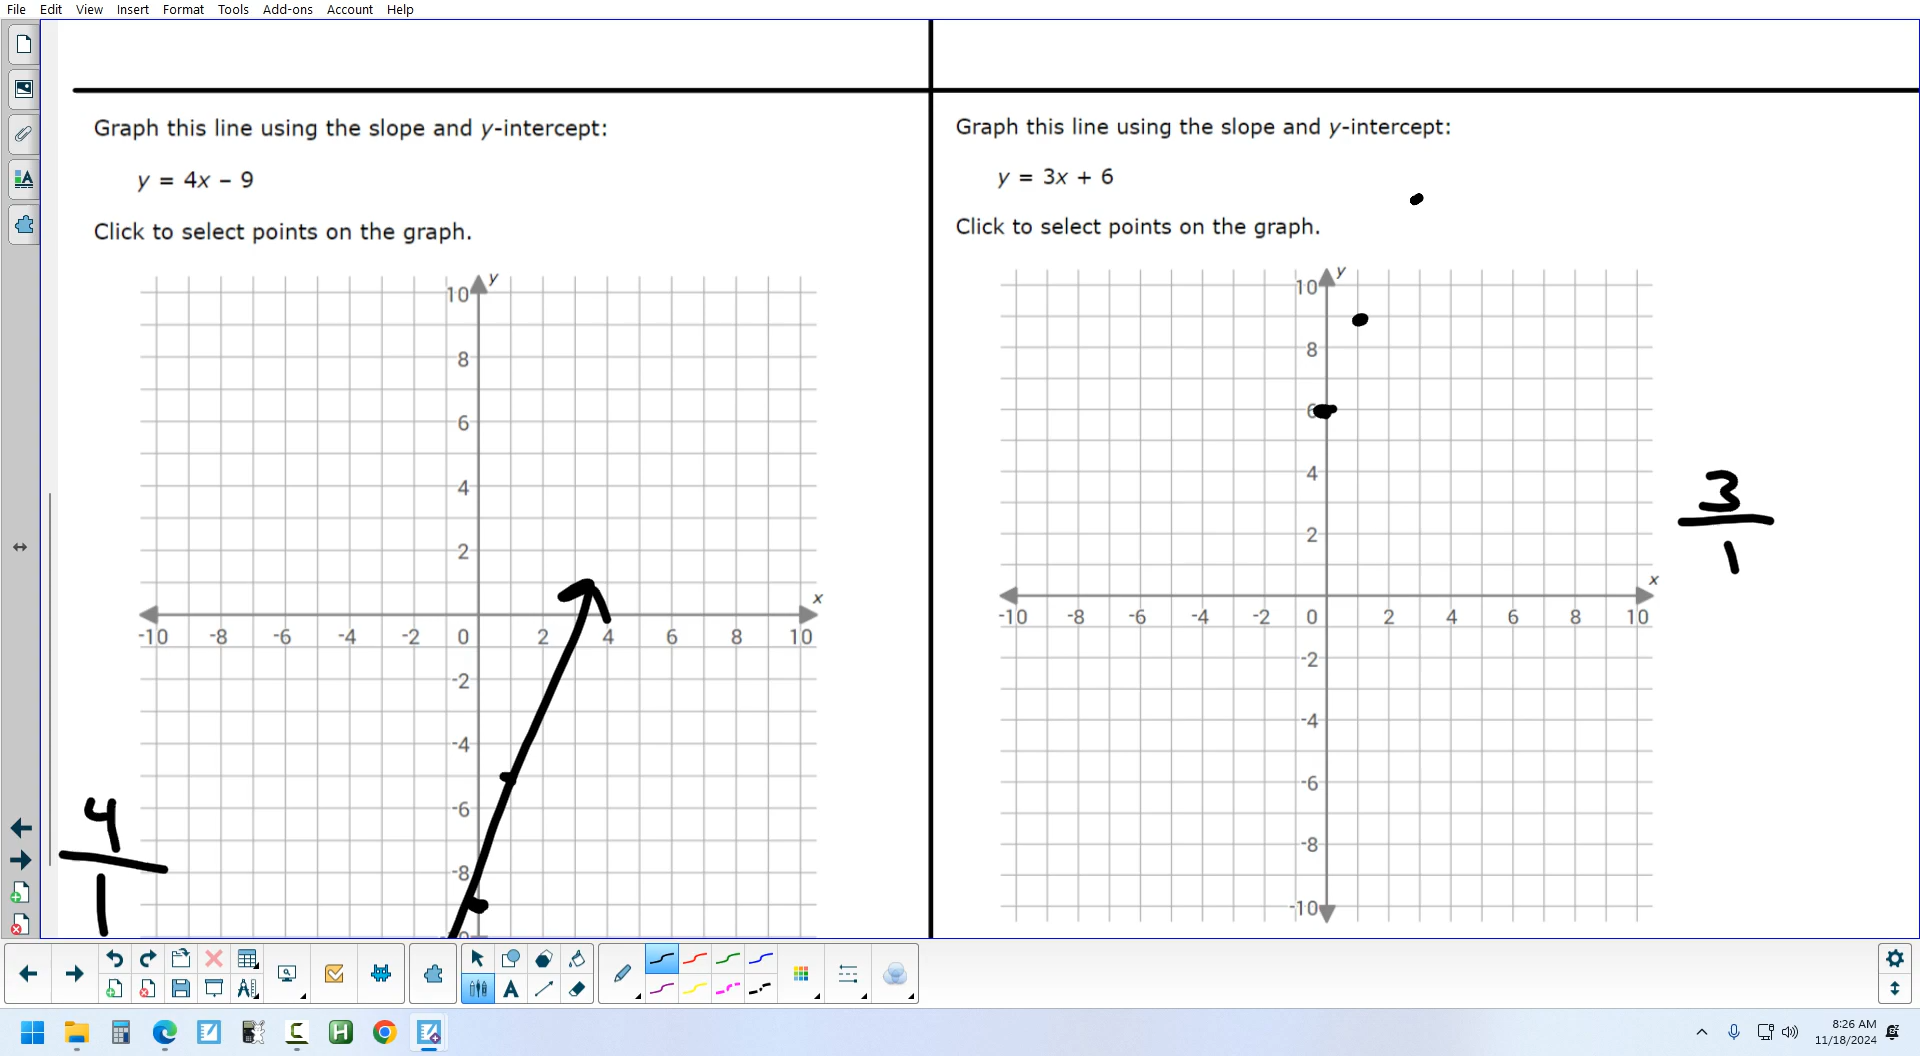 File Edit View Insert Format Tools Add-ons Account Help
Graph this line using the slope and y-intercept:
y = 4x – 9
Click to select points on the graph.
y
10
8
6
4
2
x
-10 -8 -6 -4 -2 0 2 4 6 8 10
-2
-4
-6
-8
4
1
Graph this line using the slope and y-intercept:
y = 3x + 6
Click to select points on the graph.
y
10
8
6
4
2
x
-10 -8 -6 -4 -2 0 2 4 6 8 10
-2
-4
-6
-8
-10
3
1
A
8:26 AM
11/18/2024